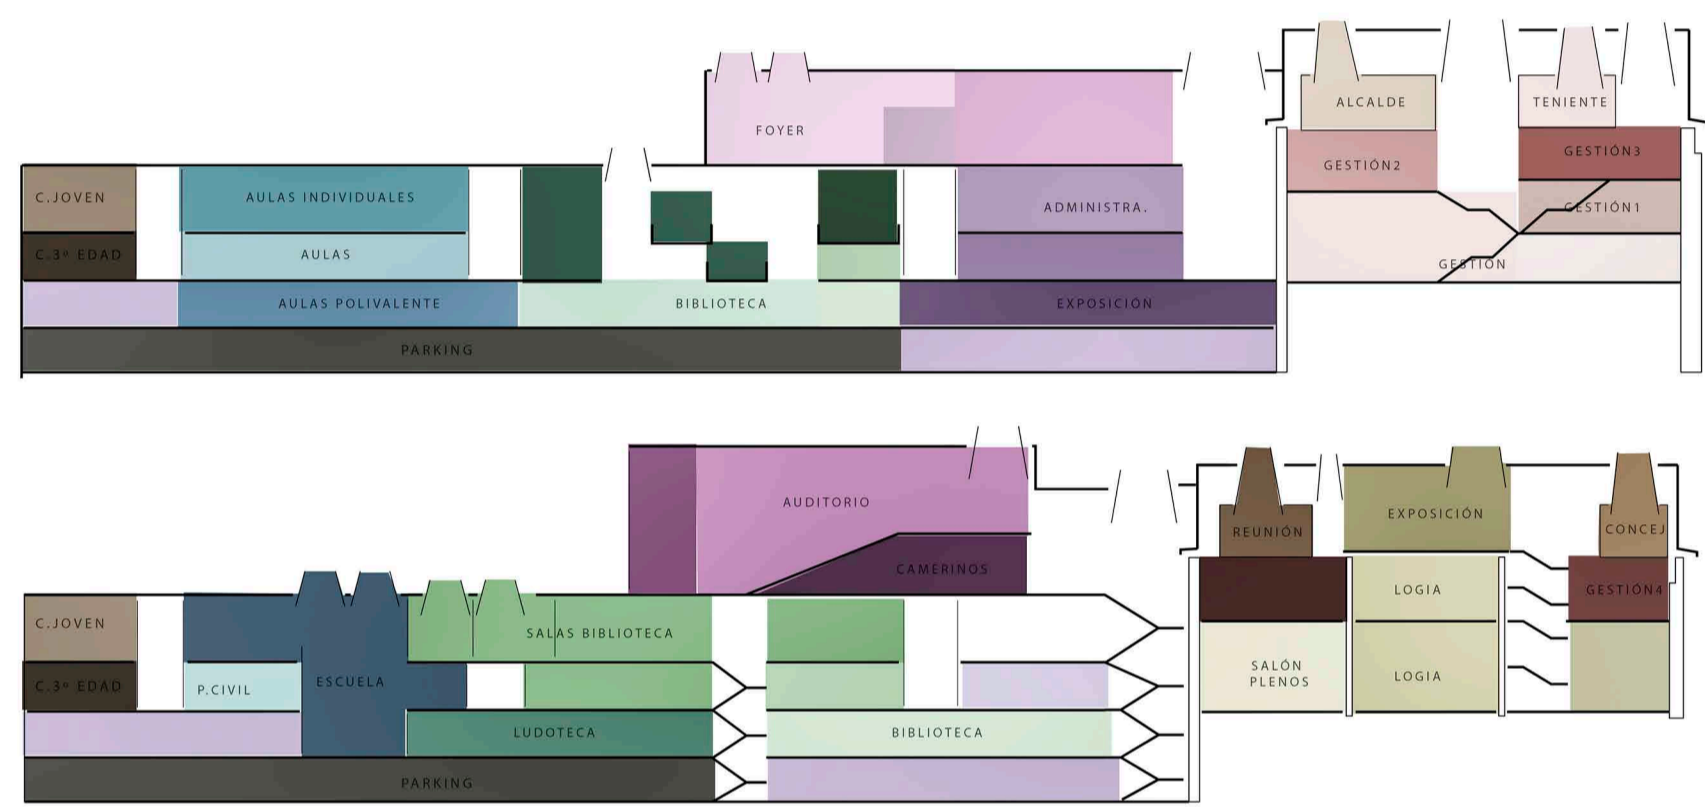 ALCALDE
TENIENTE
FOYER
GESTIÓN2
GESTIÓN3
C.JOVEN
AULAS INDIVIDUALES
ADMINISTRA.
GESTIÓN1
C.3ª EDAD
AULAS
GESTIÓN
AULAS POLIVALENTE
BIBLIOTECA
EXPOSICIÓN
PARKING
AUDITORIO
REUNIÓN
EXPOSICIÓN
CONCEJ
CAMERINOS
C.JOVEN
SALAS BIBLIOTECA
LOGIA
GESTIÓN4
C.3ª EDAD
P.CIVIL
ESCUELA
SALÓN
PLENOS
LOGIA
LUDOTECA
BIBLIOTECA
PARKING